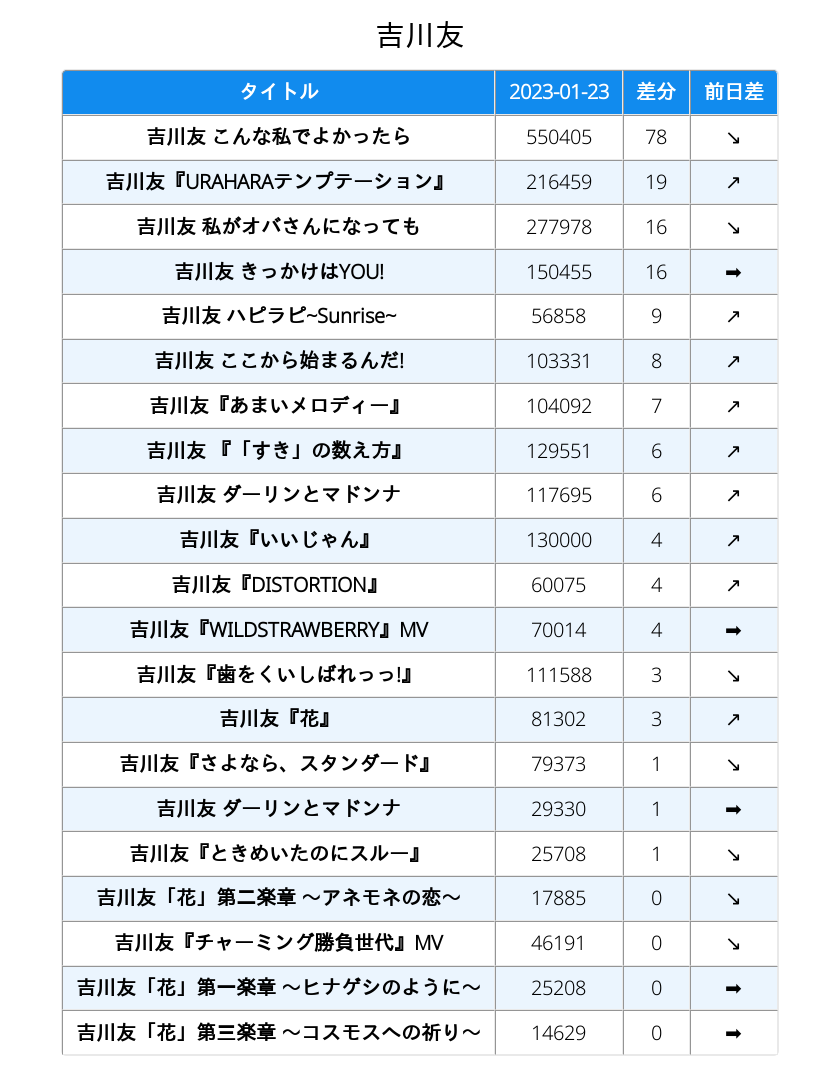 吉川友
タイトル 2023-01-23 差分 前日差
吉川友 こんな私でよかったら 550405 78 ↘
吉川友『URAHARAテンプテーション』 216459 19 ↗
吉川友 私がオバさんになっても 277978 16 ↘
吉川友 きっかけはYOU! 150455 16 ➡
吉川友 ハピラピ~Sunrise~ 56858 9 ↗
吉川友 ここから始まるんだ! 103331 8 ↗
吉川友『あまいメロディー』 104092 7 ↗
吉川友 『「すき」の数え方』 129551 6 ↗
吉川友 ダーリンとマドンナ 117695 6 ↗
吉川友『いいじゃん』 130000 4 ↗
吉川友『DISTORTION』 60075 4 ↗
吉川友『WILDSTRAWBERRY』MV 70014 4 ➡
吉川友『歯をくいしばれっっ!』 111588 3 ↘
吉川友『花』 81302 3 ↗
吉川友『さよなら、スタンダード』 79373 1 ↘
吉川友 ダーリンとマドンナ 29330 1 ➡
吉川友『ときめいたのにスルー』 25708 1 ↘
吉川友「花」第二楽章 〜アネモネの恋〜 17885 0 ↘
吉川友『チャーミング勝負世代』MV 46191 0 ↘
吉川友「花」第一楽章 〜ヒナゲシのように〜 25208 0 ➡
吉川友「花」第三楽章 〜コスモスへの祈り〜 14629 0 ➡